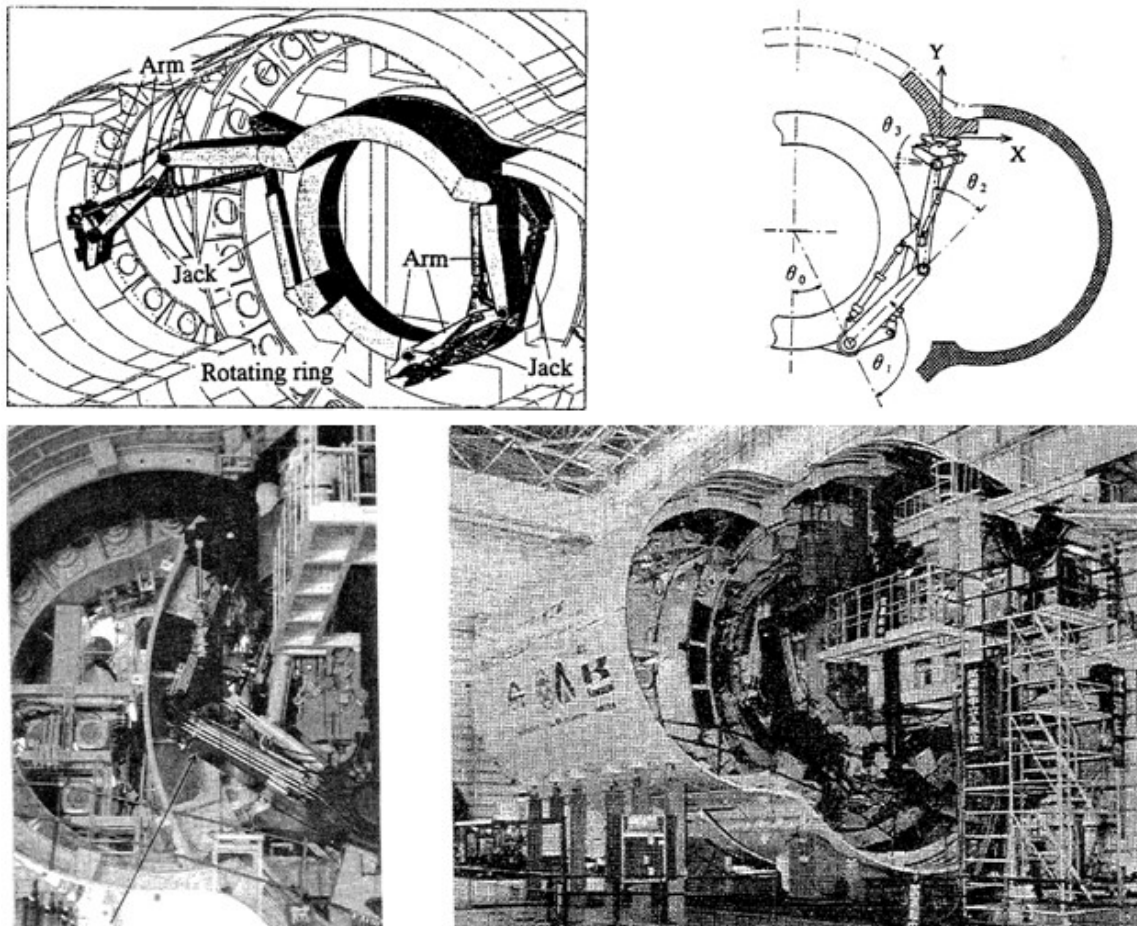 Arm
Jack
Arm
Rotating ring
Jack
Y
X
θ₃
θ₂
θ₀
θ₁